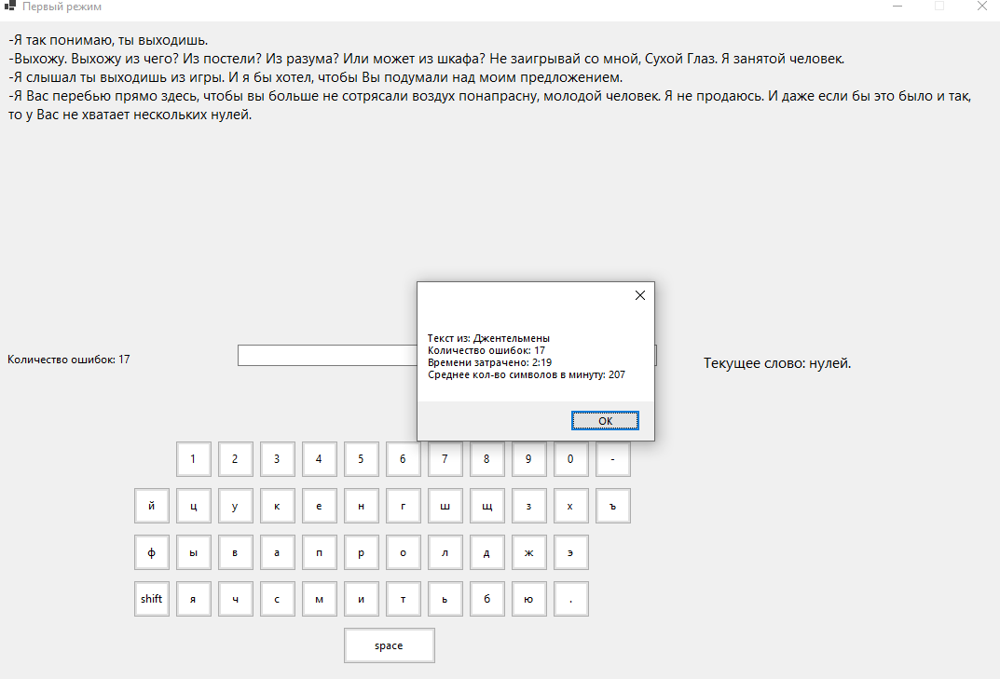 Первый режим
-Я так понимаю, ты выходишь.
-Выхожу. Выхожу из чего? Из постели? Из разума? Или может из шкафа? Не заигрывай со мной, Сухой Глаз. Я занятой человек.
-Я слышал ты выходишь из игры. И я бы хотел, чтобы Вы подумали над моим предложением.
-Я Вас перебью прямо здесь, чтобы вы больше не сотрясали воздух понапрасну, молодой человек. Я не продаюсь. И даже если бы это было и так,
то у Вас не хватает нескольких нулей.
Текст из: Джентельмены
Количество ошибок: 17
Времени затрачено: 2:19
Среднее кол-во символов в минуту: 207
OK
Количество ошибок: 17
Текущее слово: нулей.
1 2 3 4 5 6 7 8 9 0 -
й ц у к е н г ш щ з х ъ
ф ы в а п р о л д ж э
shift я ч с м и т ь б ю .
space